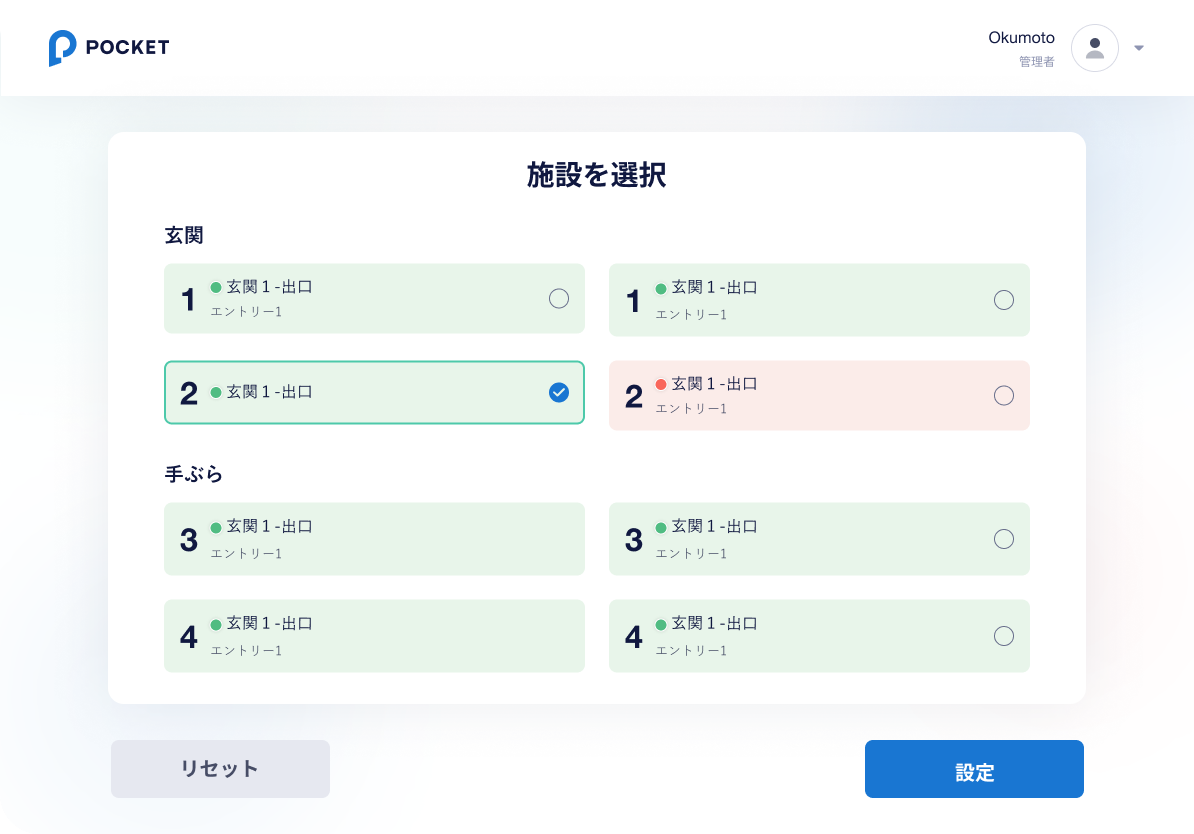 POCKET
Okumoto
管理者
施設を選択
玄関
1 玄関 1 -出口
エントリー1
1 玄関 1 -出口
エントリー1
2 玄関 1 -出口
2 玄関 1 -出口
エントリー1
手ぶら
3 玄関 1 -出口
エントリー1
3 玄関 1 -出口
エントリー1
4 玄関 1 -出口
エントリー1
4 玄関 1 -出口
エントリー1
リセット
設定